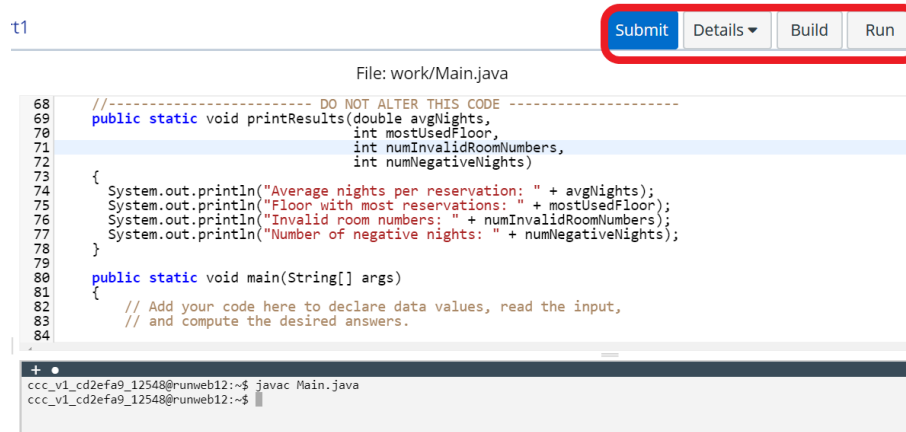 rt1
Submit Details Build Run
File: work/Main.java
68 //------------------------- DO NOT ALTER THIS CODE ---------------------
69 public static void printResults(double avgNights,
70 int mostUsedFloor,
71 int numInvalidRoomNumbers,
72 int numNegativeNights)
73 {
74 System.out.println("Average nights per reservation: " + avgNights);
75 System.out.println("Floor with most reservations: " + mostUsedFloor);
76 System.out.println("Invalid room numbers: " + numInvalidRoomNumbers);
77 System.out.println("Number of negative nights: " + numNegativeNights);
78 }
79
80 public static void main(String[] args)
81 {
82 // Add your code here to declare data values, read the input,
83 // and compute the desired answers.
84
ccc_v1_cd2efa9_12548@runweb12:~$ javac Main.java
ccc_v1_cd2efa9_12548@runweb12:~$